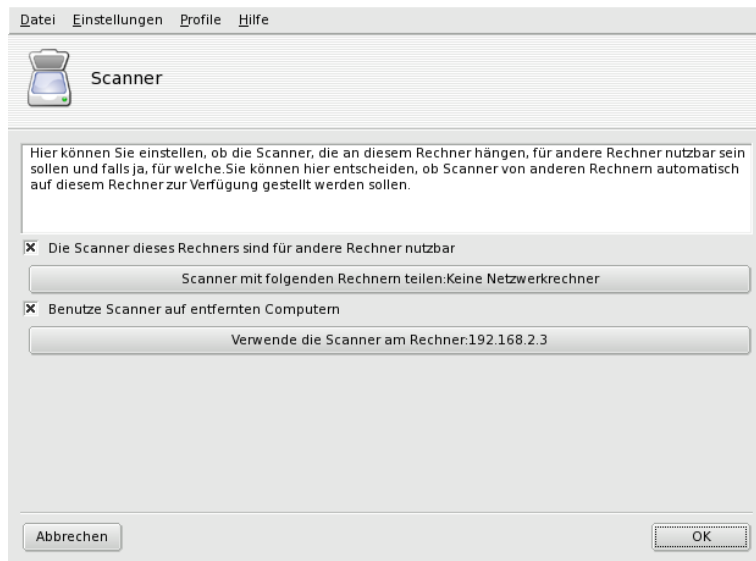 Datei Einstellungen Profile Hilfe
Scanner
Hier können Sie einstellen, ob die Scanner, die an diesem Rechner hängen, für andere Rechner nutzbar sein
sollen und falls ja, für welche.Sie können hier entscheiden, ob Scanner von anderen Rechnern automatisch
auf diesem Rechner zur Verfügung gestellt werden sollen.
Die Scanner dieses Rechners sind für andere Rechner nutzbar
Scanner mit folgenden Rechnern teilen:Keine Netzwerkrechner
Benutze Scanner auf entfernten Computern
Verwende die Scanner am Rechner:192.168.2.3
Abbrechen OK